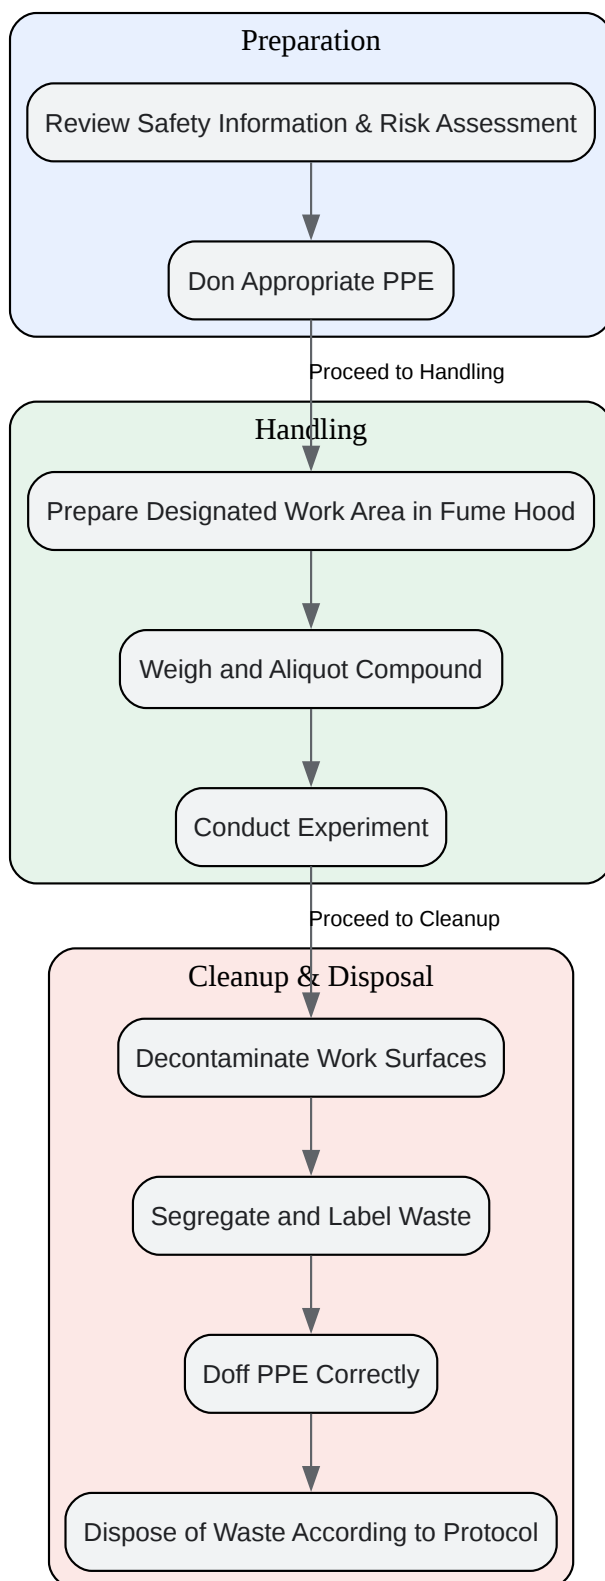 Preparation
Review Safety Information & Risk Assessment
Don Appropriate PPE
Proceed to Handling
Handling
Prepare Designated Work Area in Fume Hood
Weigh and Aliquot Compound
Conduct Experiment
Proceed to Cleanup
Cleanup & Disposal
Decontaminate Work Surfaces
Segregate and Label Waste
Doff PPE Correctly
Dispose of Waste According to Protocol